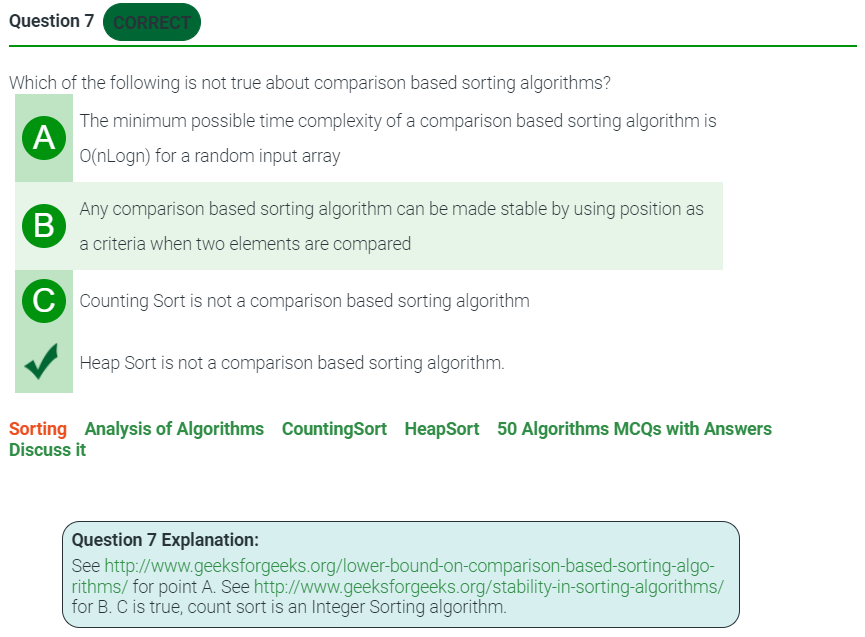 Question 7 CORRECT
Which of the following is not true about comparison based sorting algorithms?
A The minimum possible time complexity of a comparison based sorting algorithm is
O(nLogn) for a random input array
B Any comparison based sorting algorithm can be made stable by using position as
a criteria when two elements are compared
C Counting Sort is not a comparison based sorting algorithm
Heap Sort is not a comparison based sorting algorithm.
Sorting Analysis of Algorithms CountingSort HeapSort 50 Algorithms MCQs with Answers
Discuss it
Question 7 Explanation:
See http://www.geeksforgeeks.org/lower-bound-on-comparison-based-sorting-algo-
rithms/ for point A. See http://www.geeksforgeeks.org/stability-in-sorting-algorithms/
for B. C is true, count sort is an Integer Sorting algorithm.